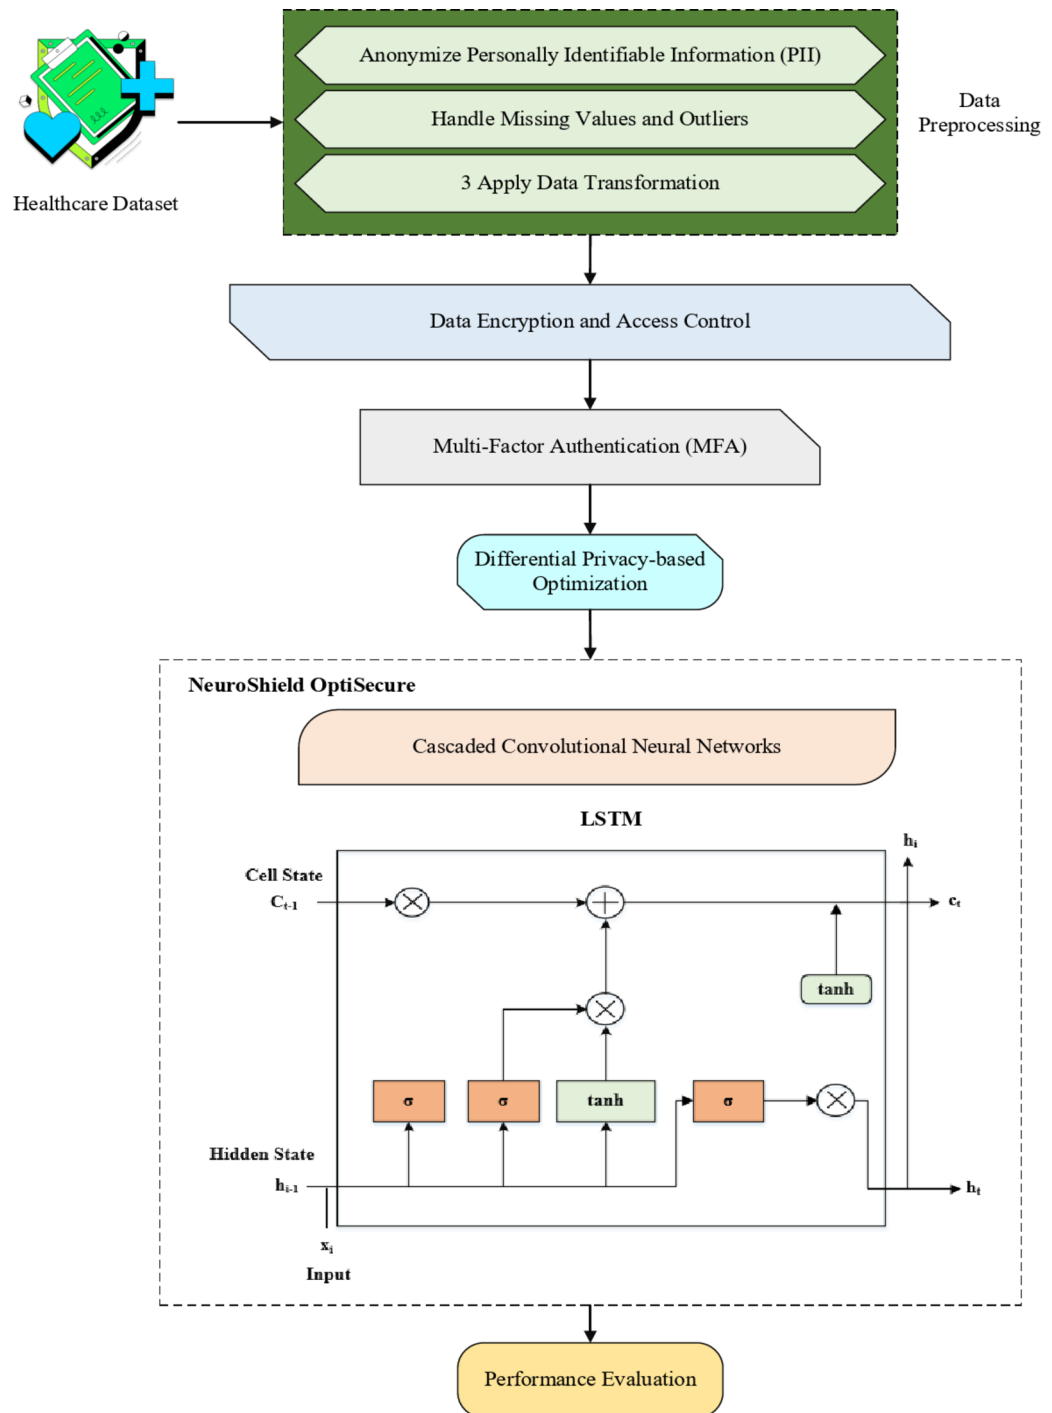 Anonymize Personally Identifiable Information (PII)
Handle Missing Values and Outliers
3 Apply Data Transformation
Data
Preprocessing
Healthcare Dataset
Data Encryption and Access Control
Multi-Factor Authentication (MFA)
Differential Privacy-based
Optimization
NeuroShield OptiSecure
Cascaded Convolutional Neural Networks
LSTM
hᵢ
Cell State
Cₜ₋₁
cₜ
tanh
σ
σ
tanh
σ
Hidden State
hᵢ₋₁
hₜ
xᵢ
Input
Performance Evaluation